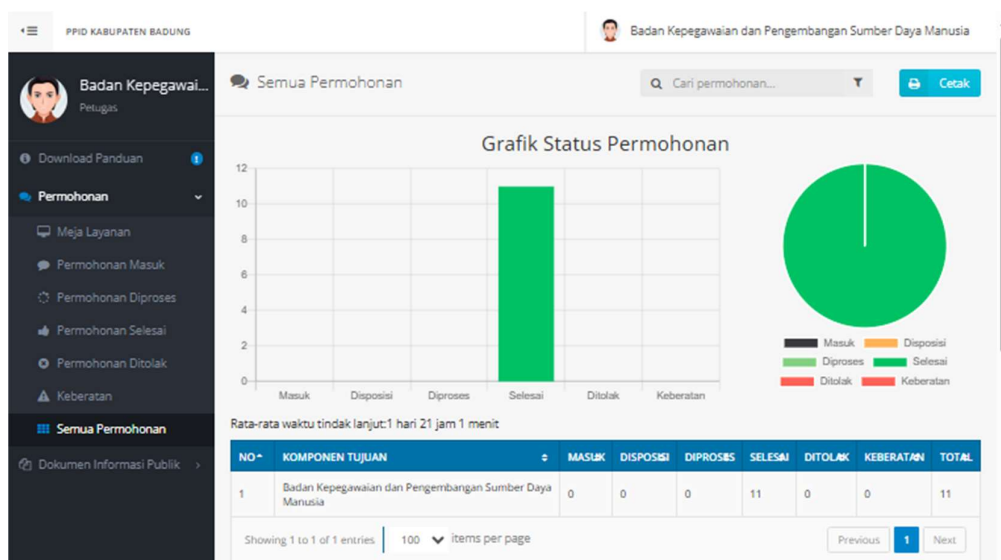 PPID KABUPATEN BADUNG
Badan Kepegawaian dan Pengembangan Sumber Daya Manusia
Badan Kepegawai...
Petugas
Download Panduan
Permohonan
Meja Layanan
Permohonan Masuk
Permohonan Diproses
Permohonan Selesai
Permohonan Ditolak
Keberatan
Semua Permohonan
Dokumen Informasi Publik
Semua Permohonan
Cari permohonan...
Cetak
Grafik Status Permohonan
12
10
8
6
4
2
0
Masuk Disposisi Diproses Selesai Ditolak Keberatan
Masuk Disposisi
Diproses Selesai
Ditolak Keberatan
Rata-rata waktu tindak lanjut:1 hari 21 jam 1 menit
NO KOMPONEN TUJUAN MASUK DISPOSISI DIPROSES SELESAI DITOLAK KEBERATAN TOTAL
1 Badan Kepegawaian dan Pengembangan Sumber Daya Manusia 0 0 0 11 0 0 11
Showing 1 to 1 of 1 entries 100 items per page Previous 1 Next